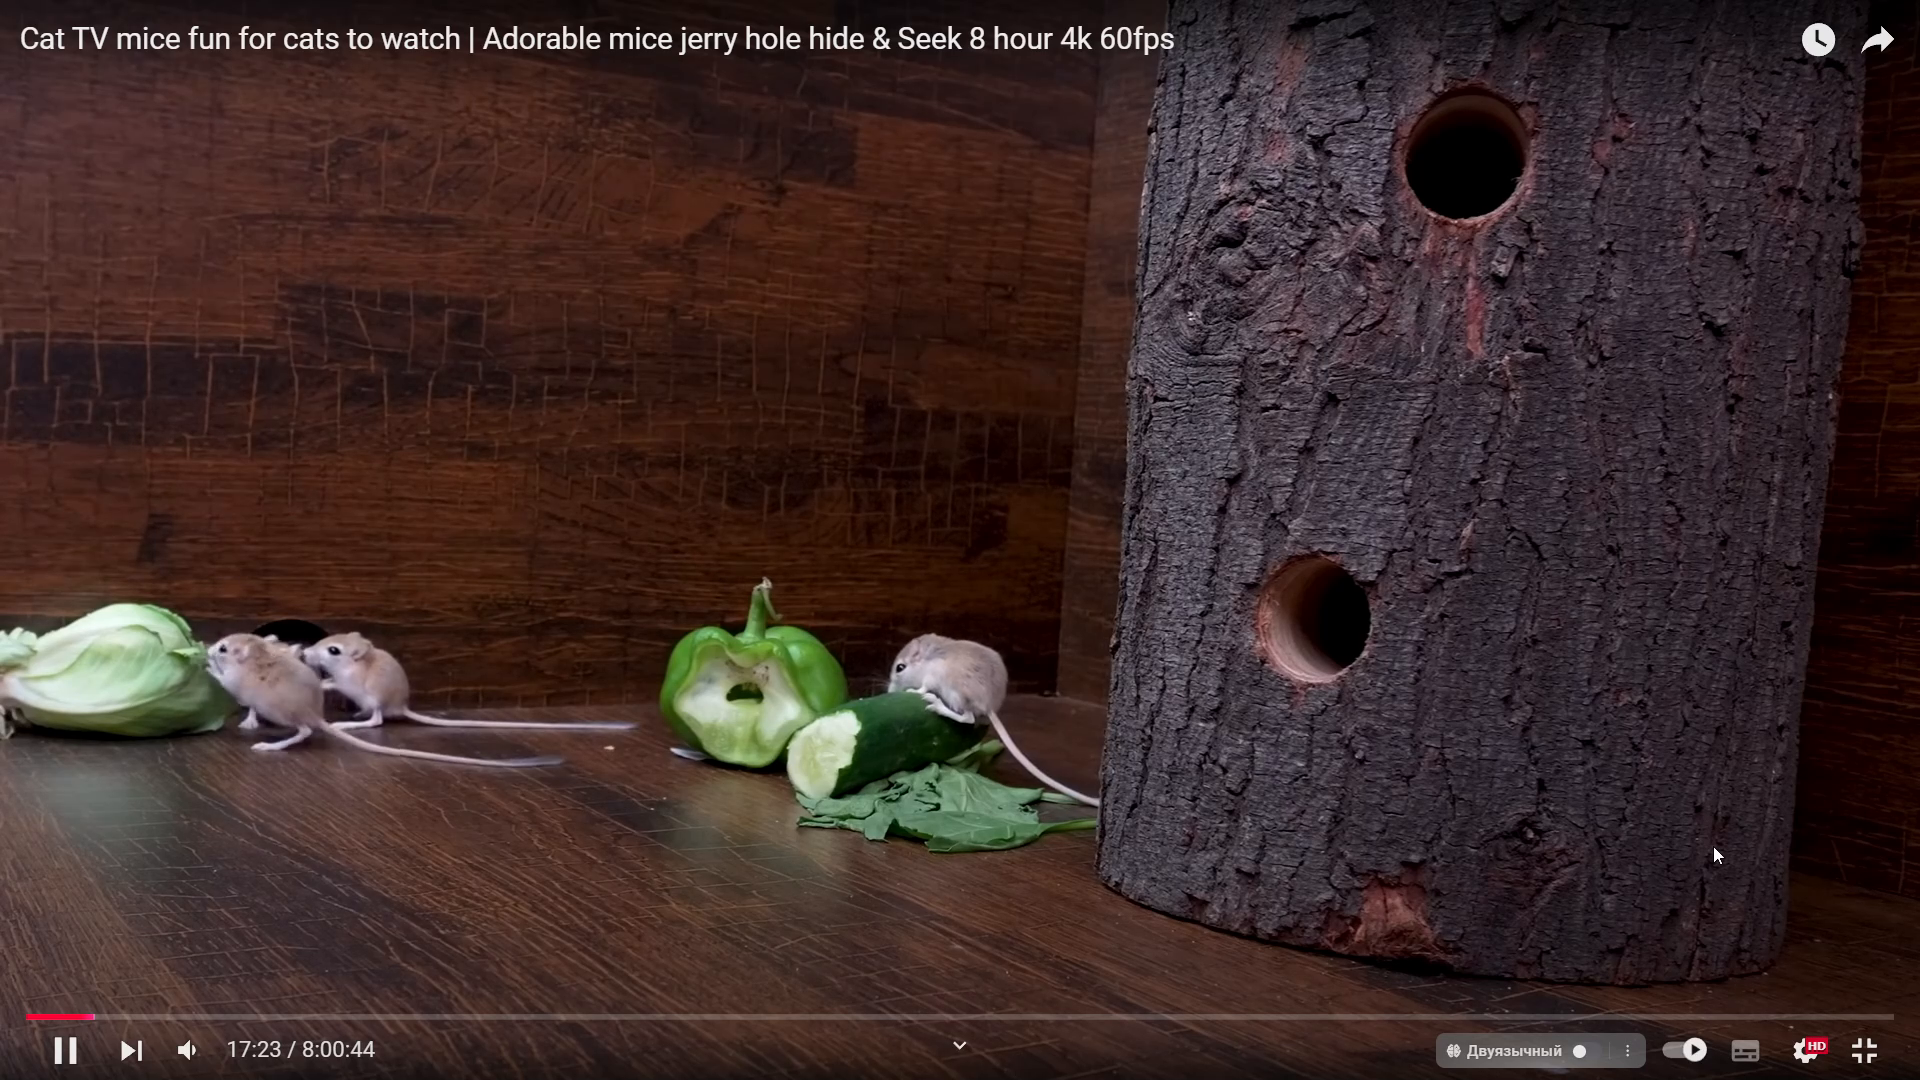 Cat TV mice fun for cats to watch | Adorable mice jerry hole hide & Seek 8 hour 4k 60fps
17:23 / 8:00:44
Двуязычный
HD